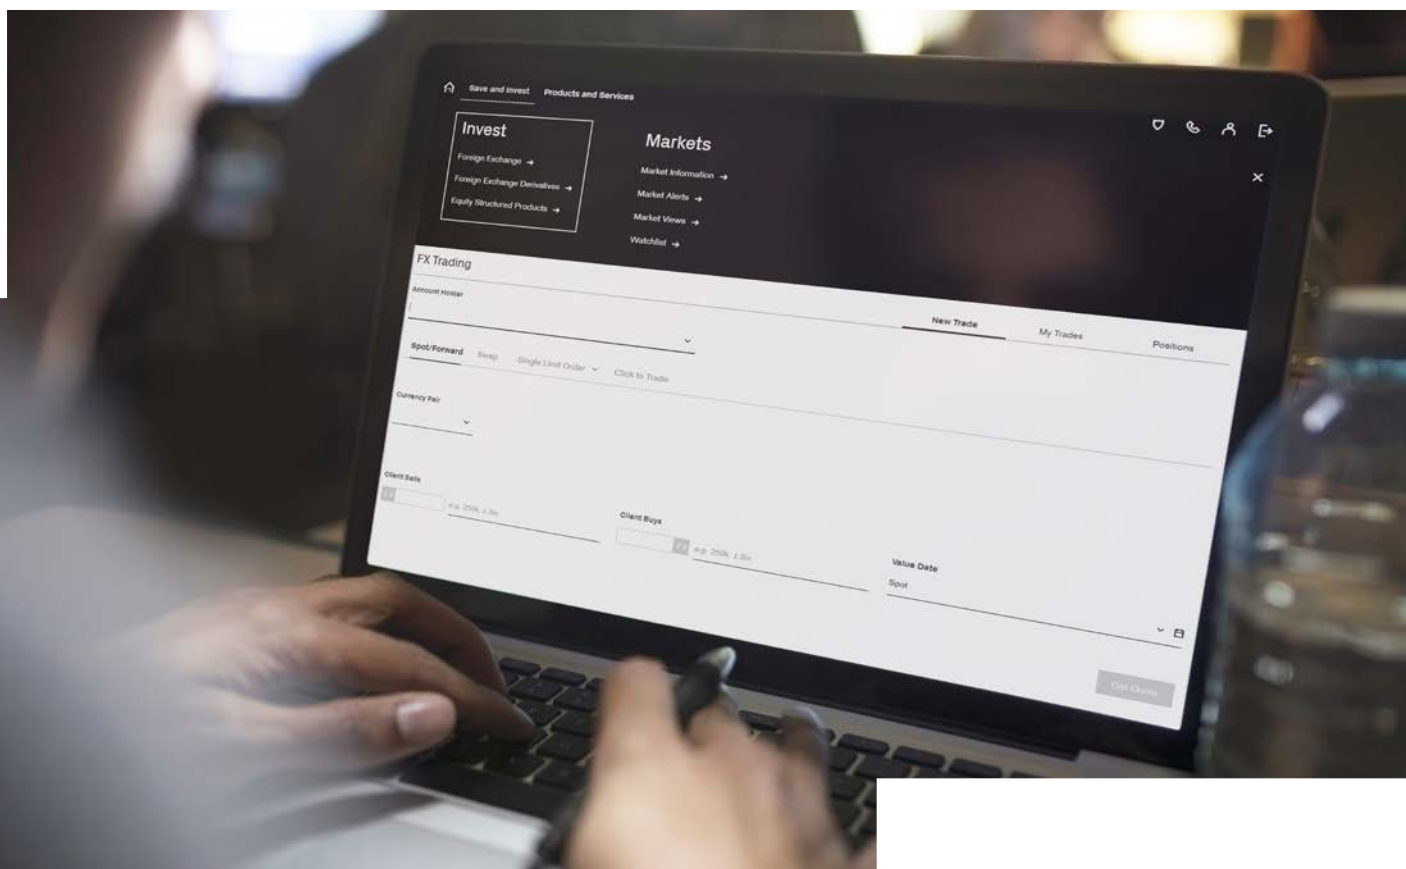 Save and Invest Products and Services
Invest
Foreign Exchange →
Foreign Exchange Derivatives →
Equity Structured Products →
Markets
Market Information →
Market Alerts →
Market Views →
Watchlist →
FX Trading
New Trade My Trades Positions
Account Holder
Spot/Forward Swap Single Limit Order Click to Trade
Currency Pair
Client Sells
e.g. 250k, 1.5m
Client Buys
e.g. 250k, 1.5m
Value Date
Spot
Get Quote